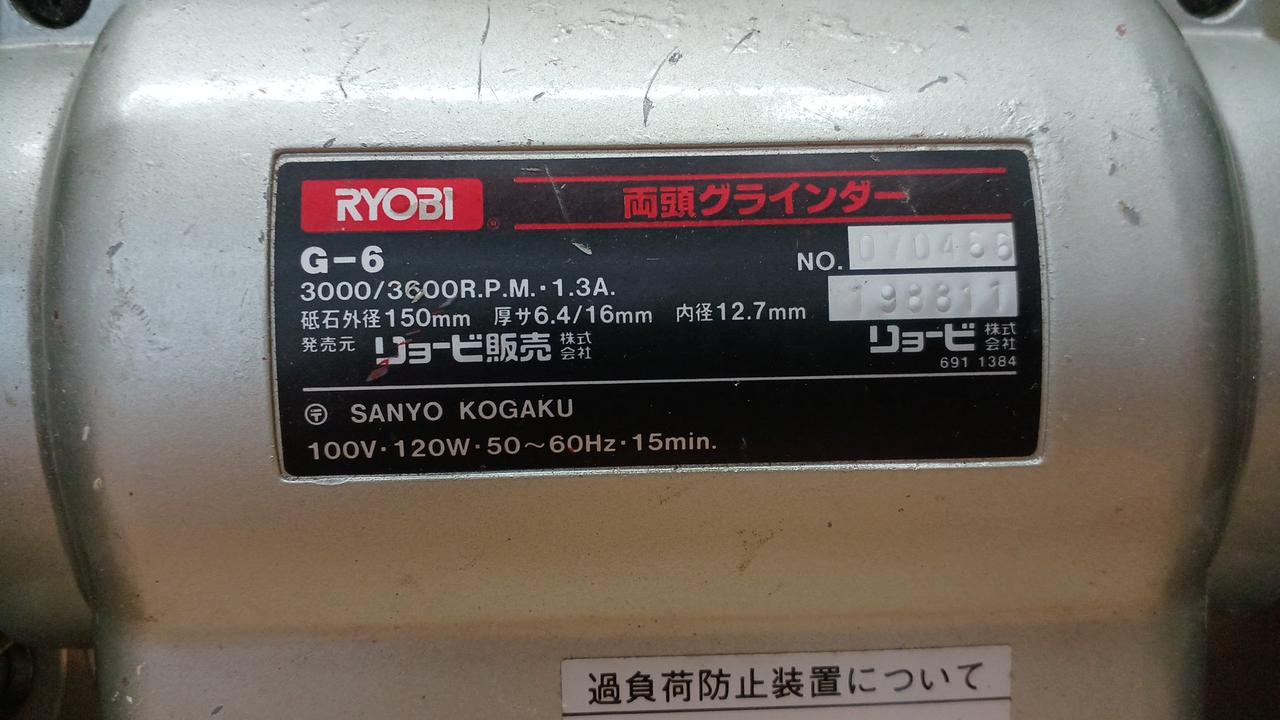 RYOBI ® 両頭グラインダー
G-6 NO. 070466
3000/3600R.P.M.・1.3A. 198811
砥石外径150mm 厚サ6.4/16mm 内径12.7mm
発売元 リョービ販売株式会社 リョービ株式会社
691 1384
〶 SANYO KOGAKU
100V・120W・50～60Hz・15min.
過負荷防止装置について